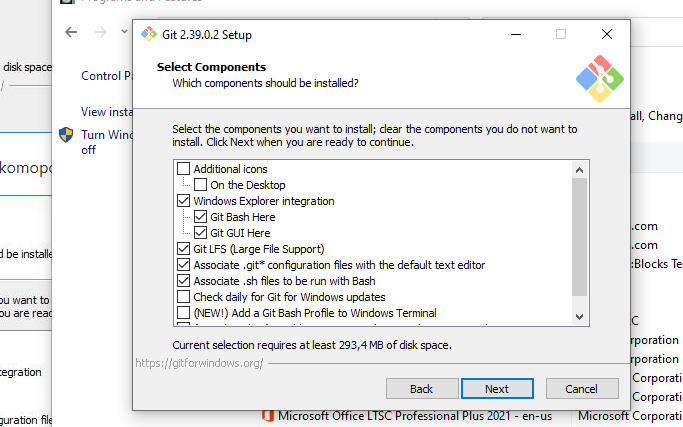 Programs and Features
Git 2.39.0.2 Setup
Select Components
Which components should be installed?
Select the components you want to install; clear the components you do not want to
install. Click Next when you are ready to continue.
Additional icons
On the Desktop
Windows Explorer integration
Git Bash Here
Git GUI Here
Git LFS (Large File Support)
Associate .git* configuration files with the default text editor
Associate .sh files to be run with Bash
Check daily for Git for Windows updates
(NEW!) Add a Git Bash Profile to Windows Terminal
Current selection requires at least 293,4 MB of disk space.
https://gitforwindows.org/
Back
Next
Cancel
disk space
/
Control Pa
View insta
Turn Wind
off
komopo
d be installe
ou want to
ou are read
tegration
guration file
all, Chang
.com
.com
:Blocks Te
C
rporation
rporation
Corporati
Corporati
Microsoft Office LTSC Professional Plus 2021 - en-us
Microsoft Corporati